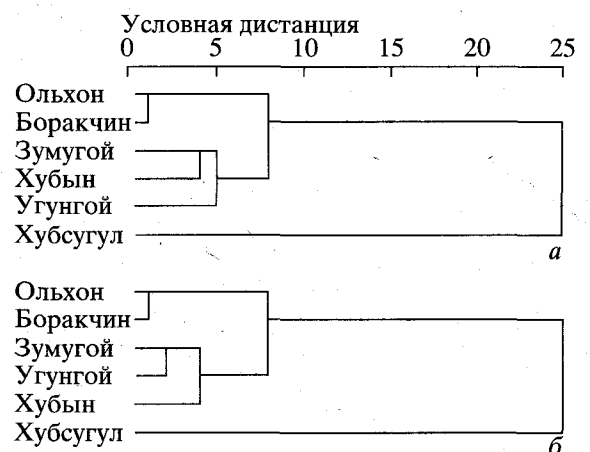 Условная дистанция
0 5 10 15 20 25
Ольхон
Боракчин
Зумугой
Хубын
Угунгой
Хубсугул
а
Ольхон
Боракчин
Зумугой
Угунгой
Хубын
Хубсугул
б